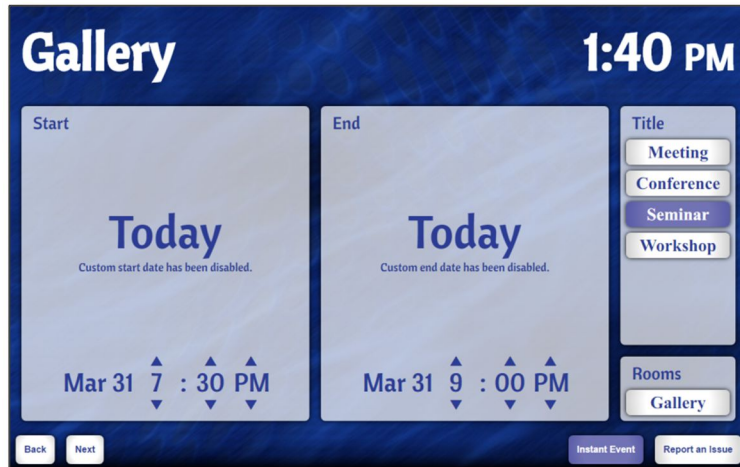 Gallery
1:40 PM
Start
Today
Custom start date has been disabled.
Mar 31 7 : 30 PM
End
Today
Custom end date has been disabled.
Mar 31 9 : 00 PM
Title
Meeting
Conference
Seminar
Workshop
Rooms
Gallery
Back
Next
Instant Event
Report an Issue